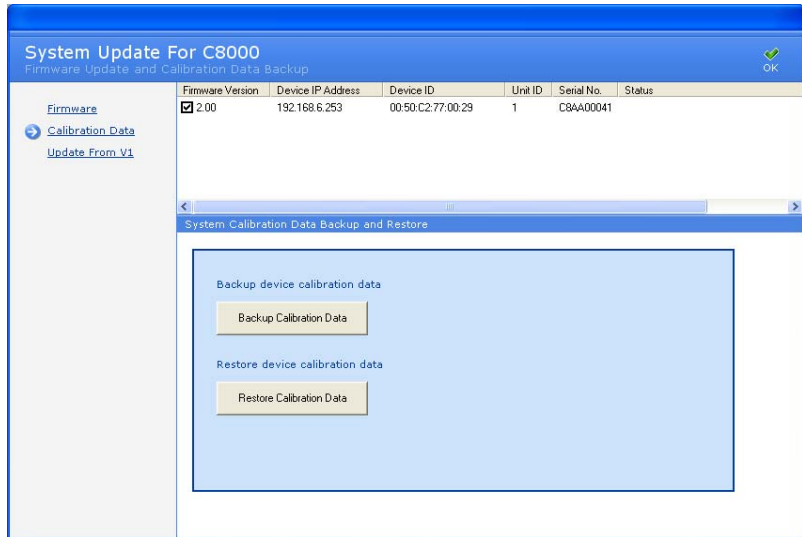 System Update For C8000
Firmware Update and Calibration Data Backup
OK
Firmware Version Device IP Address Device ID Unit ID Serial No. Status
2.00 192.168.6.253 00:50:C2:77:00:29 1 C8AA00041
Firmware
Calibration Data
Update From V1
System Calibration Data Backup and Restore
Backup device calibration data
Backup Calibration Data
Restore device calibration data
Restore Calibration Data